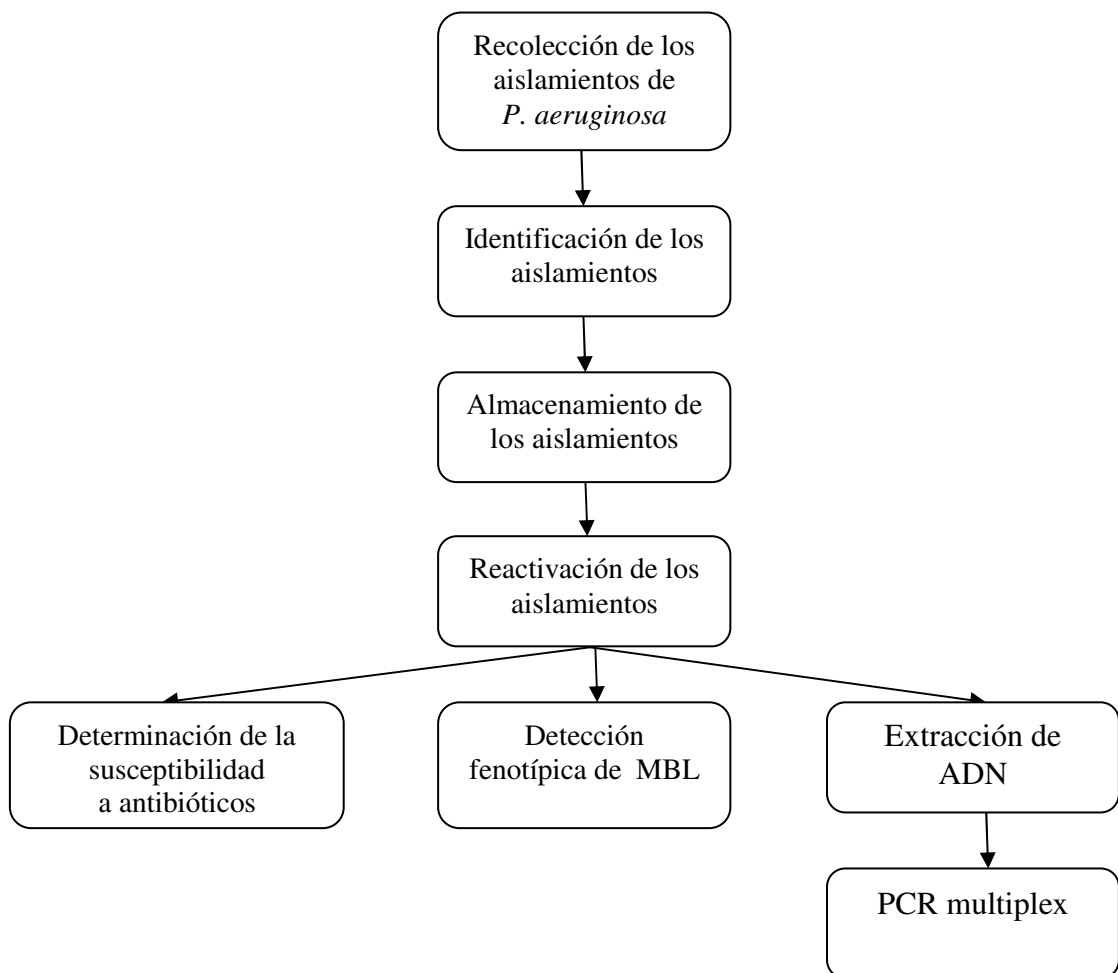 Recolección de los
aislamientos de
P. aeruginosa
Identificación de los
aislamientos
Almacenamiento de
los aislamientos
Reactivación de los
aislamientos
Determinación de la
susceptibilidad
a antibióticos
Detección
fenotípica de MBL
Extracción de
ADN
PCR multiplex